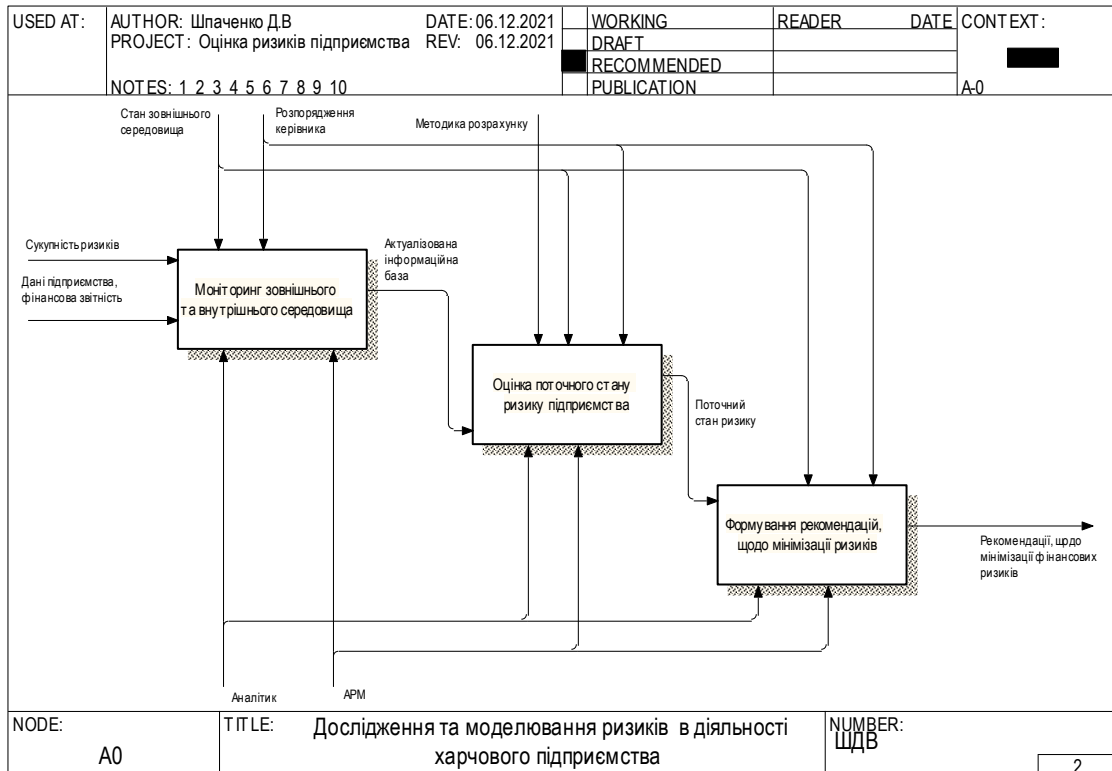 USED AT:
AUTHOR: Шпаченко Д.В
DATE: 06.12.2021
PROJECT: Оцінка ризиків підприємства
REV: 06.12.2021
NOTES: 1 2 3 4 5 6 7 8 9 10
WORKING
DRAFT
RECOMMENDED
PUBLICATION
READER
DATE
CONTEXT:
A-0
Стан зовнішнього
середовища
Розпорядження
керівника
Методика розрахунку
Сукупність ризиків
Дані підприємства,
фінансова звітність
Моніторинг зовнішнього
та внутрішнього середовища
Актуалізована
інформаційна
база
Оцінка поточного стану
ризику підприємства
Поточний
стан ризику
Формування рекомендацій,
щодо мінімізації ризиків
Рекомендації, щодо
мінімізації фінансових
ризиків
Аналітик
АРМ
NODE:
A0
TITLE:
Дослідження та моделювання ризиків в діяльності
харчового підприємства
NUMBER:
ШДВ
2